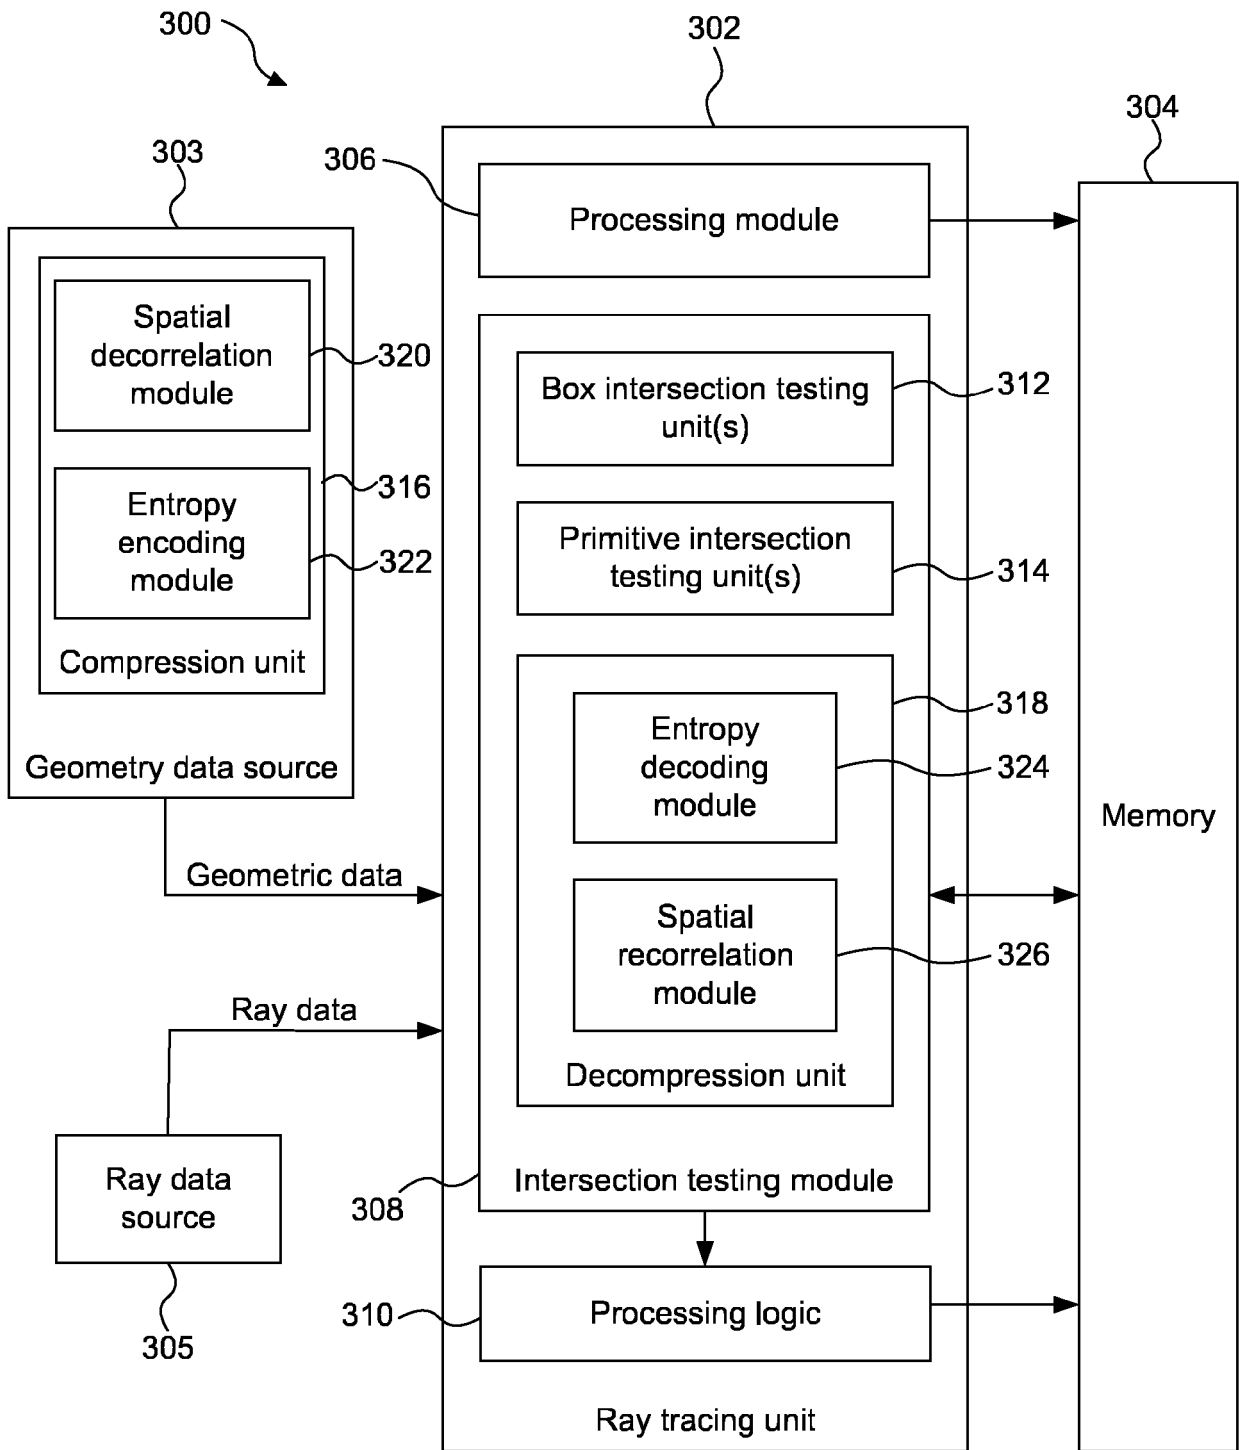 300
302
304
303
306
Processing module
Spatial
decorrelation
module
320
Box intersection testing
unit(s)
312
316
Entropy
encoding
module
322
Primitive intersection
testing unit(s)
314
Compression unit
318
Entropy
decoding
module
324
Geometry data source
Memory
Geometric data
Spatial
recorrelation
module
326
Ray data
Decompression unit
Ray data
source
305
Intersection testing module
308
310
Processing logic
Ray tracing unit